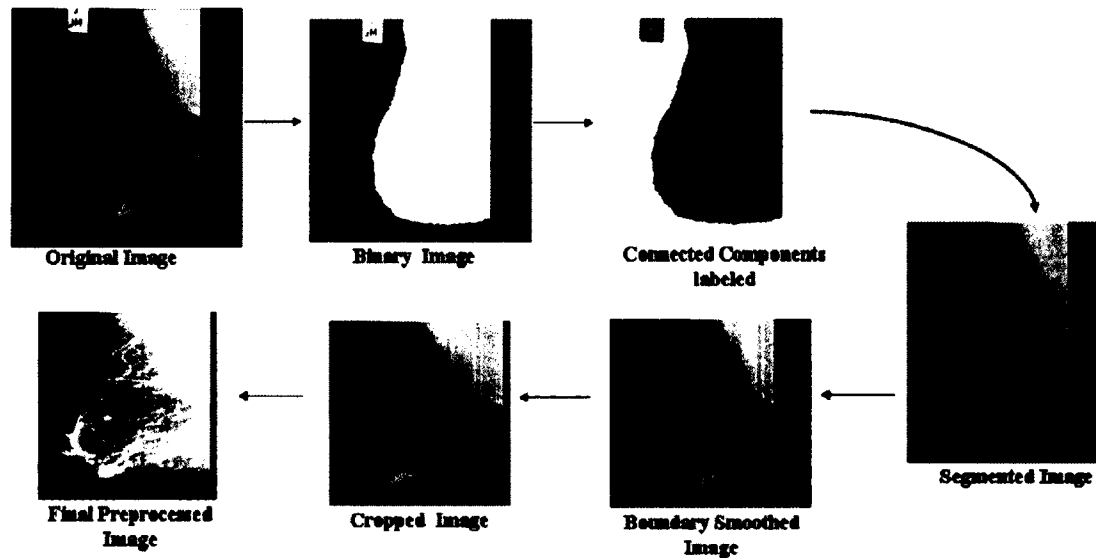 Original Image
Binary Image
Connected Components
labeled
Segmented Image
Boundary Smoothed
Image
Cropped Image
Final Preprocessed
Image